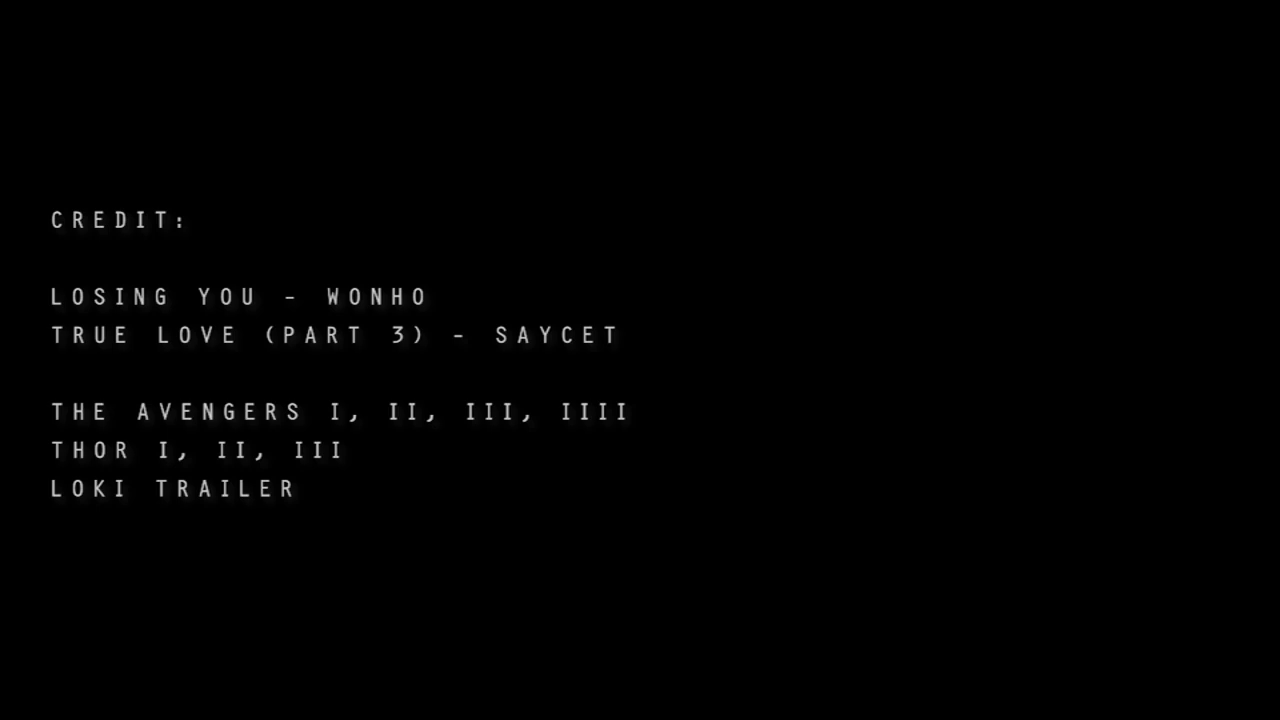 CREDIT:
LOSING YOU - WONHO
TRUE LOVE (PART 3) - SAYCET
THE AVENGERS I, II, III, IIII
THOR I, II, III
LOKI TRAILER